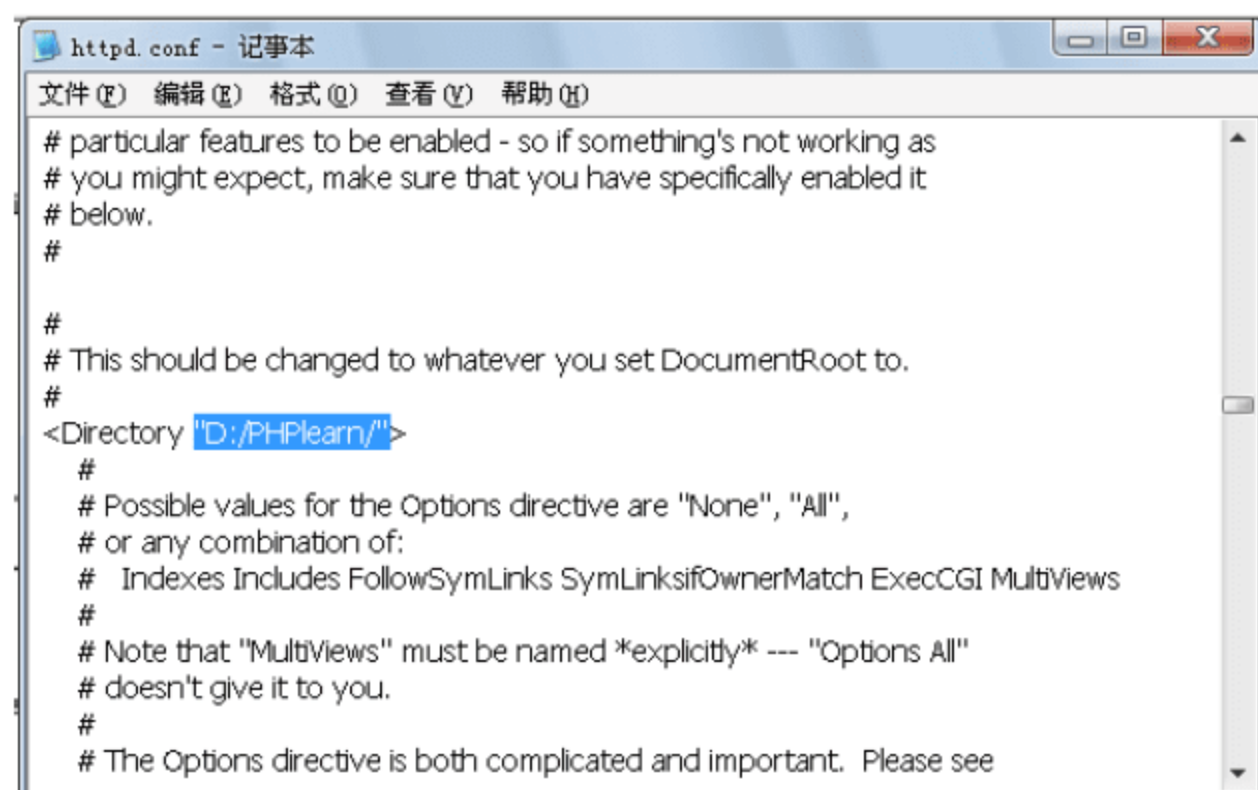 httpd.conf - 记事本
文件(F) 编辑(E) 格式(O) 查看(V) 帮助(H)
# particular features to be enabled - so if something's not working as
# you might expect, make sure that you have specifically enabled it
# below.
#
#
# This should be changed to whatever you set DocumentRoot to.
#
<Directory "D:/PHPlearn/">
#
# Possible values for the Options directive are "None", "All",
# or any combination of:
# Indexes Includes FollowSymLinks SymLinksifOwnerMatch ExecCGI MultiViews
#
# Note that "MultiViews" must be named *explicitly* --- "Options All"
# doesn't give it to you.
#
# The Options directive is both complicated and important. Please see